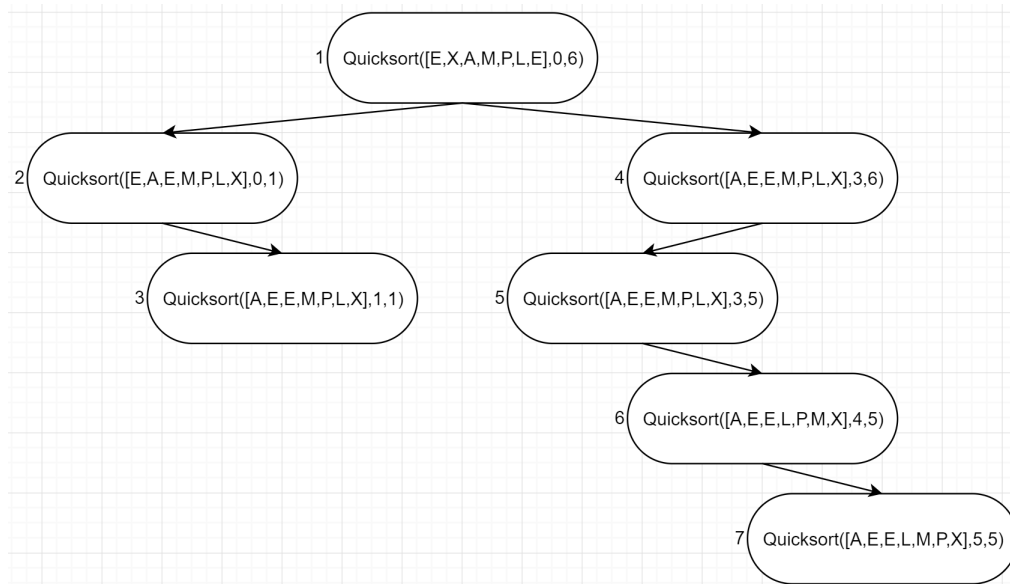 1 Quicksort([E,X,A,M,P,L,E],0,6)
2 Quicksort([E,A,E,M,P,L,X],0,1)
4 Quicksort([A,E,E,M,P,L,X],3,6)
3 Quicksort([A,E,E,M,P,L,X],1,1)
5 Quicksort([A,E,E,M,P,L,X],3,5)
6 Quicksort([A,E,E,L,P,M,X],4,5)
7 Quicksort([A,E,E,L,M,P,X],5,5)